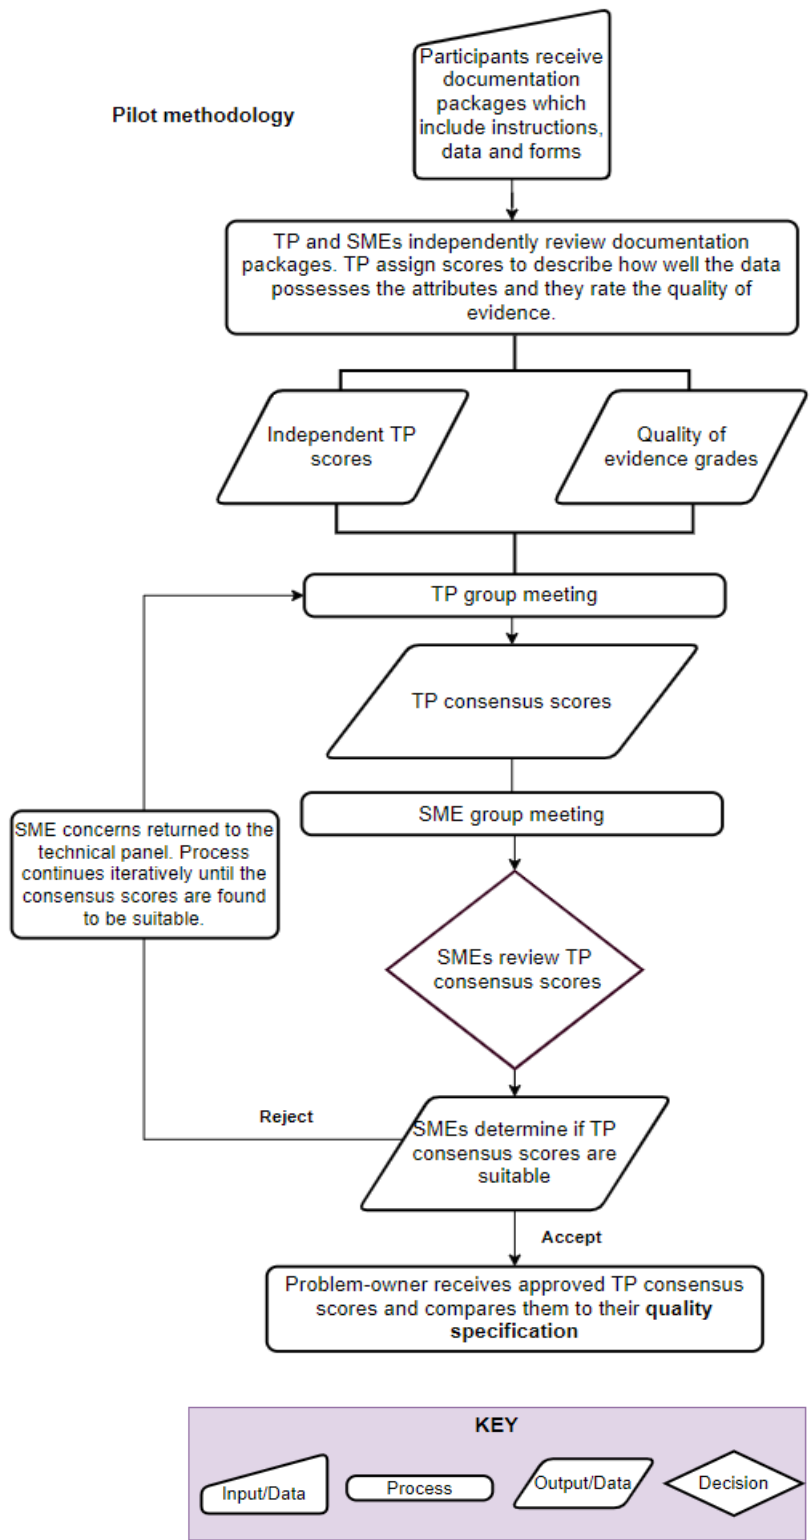 Pilot methodology
Participants receive
documentation
packages which
include instructions,
data and forms
TP and SMEs independently review documentation
packages. TP assign scores to describe how well the data
possesses the attributes and they rate the quality of
evidence.
Independent TP
scores
Quality of
evidence grades
TP group meeting
TP consensus scores
SME group meeting
SME concerns returned to the
technical panel. Process
continues iteratively until the
consensus scores are found
to be suitable.
SMEs review TP
consensus scores
Reject
SMEs determine if TP
consensus scores are
suitable
Accept
Problem-owner receives approved TP consensus
scores and compares them to their quality
specification
KEY
Input/Data
Process
Output/Data
Decision